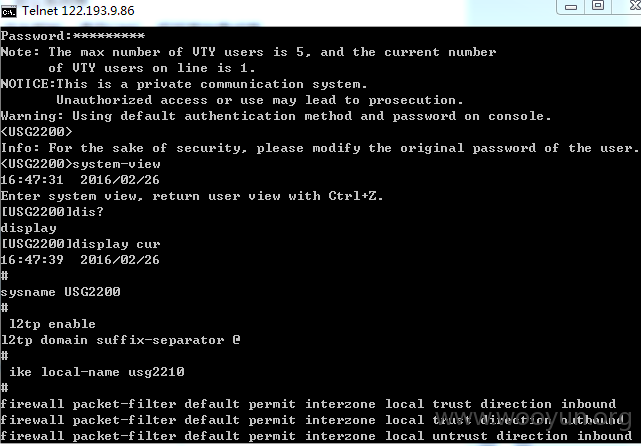 Telnet 122.193.9.86
Password:*********
Note: The max number of VTY users is 5, and the current number
of VTY users on line is 1.
NOTICE:This is a private communication system.
Unauthorized access or use may lead to prosecution.
Warning: Using default authentication method and password on console.
<USG2200>
Info: For the sake of security, please modify the original password of the user.
<USG2200>system-view
16:47:31 2016/02/26
Enter system view, return user view with Ctrl+Z.
[USG2200]dis?
display
[USG2200]display cur
16:47:39 2016/02/26
#
sysname USG2200
#
l2tp enable
l2tp domain suffix-separator @
#
ike local-name usg2210
#
firewall packet-filter default permit interzone local trust direction inbound
firewall packet-filter default permit interzone local trust direction outbound
firewall packet-filter default permit interzone local untrust direction inbound
www.wooyun.org